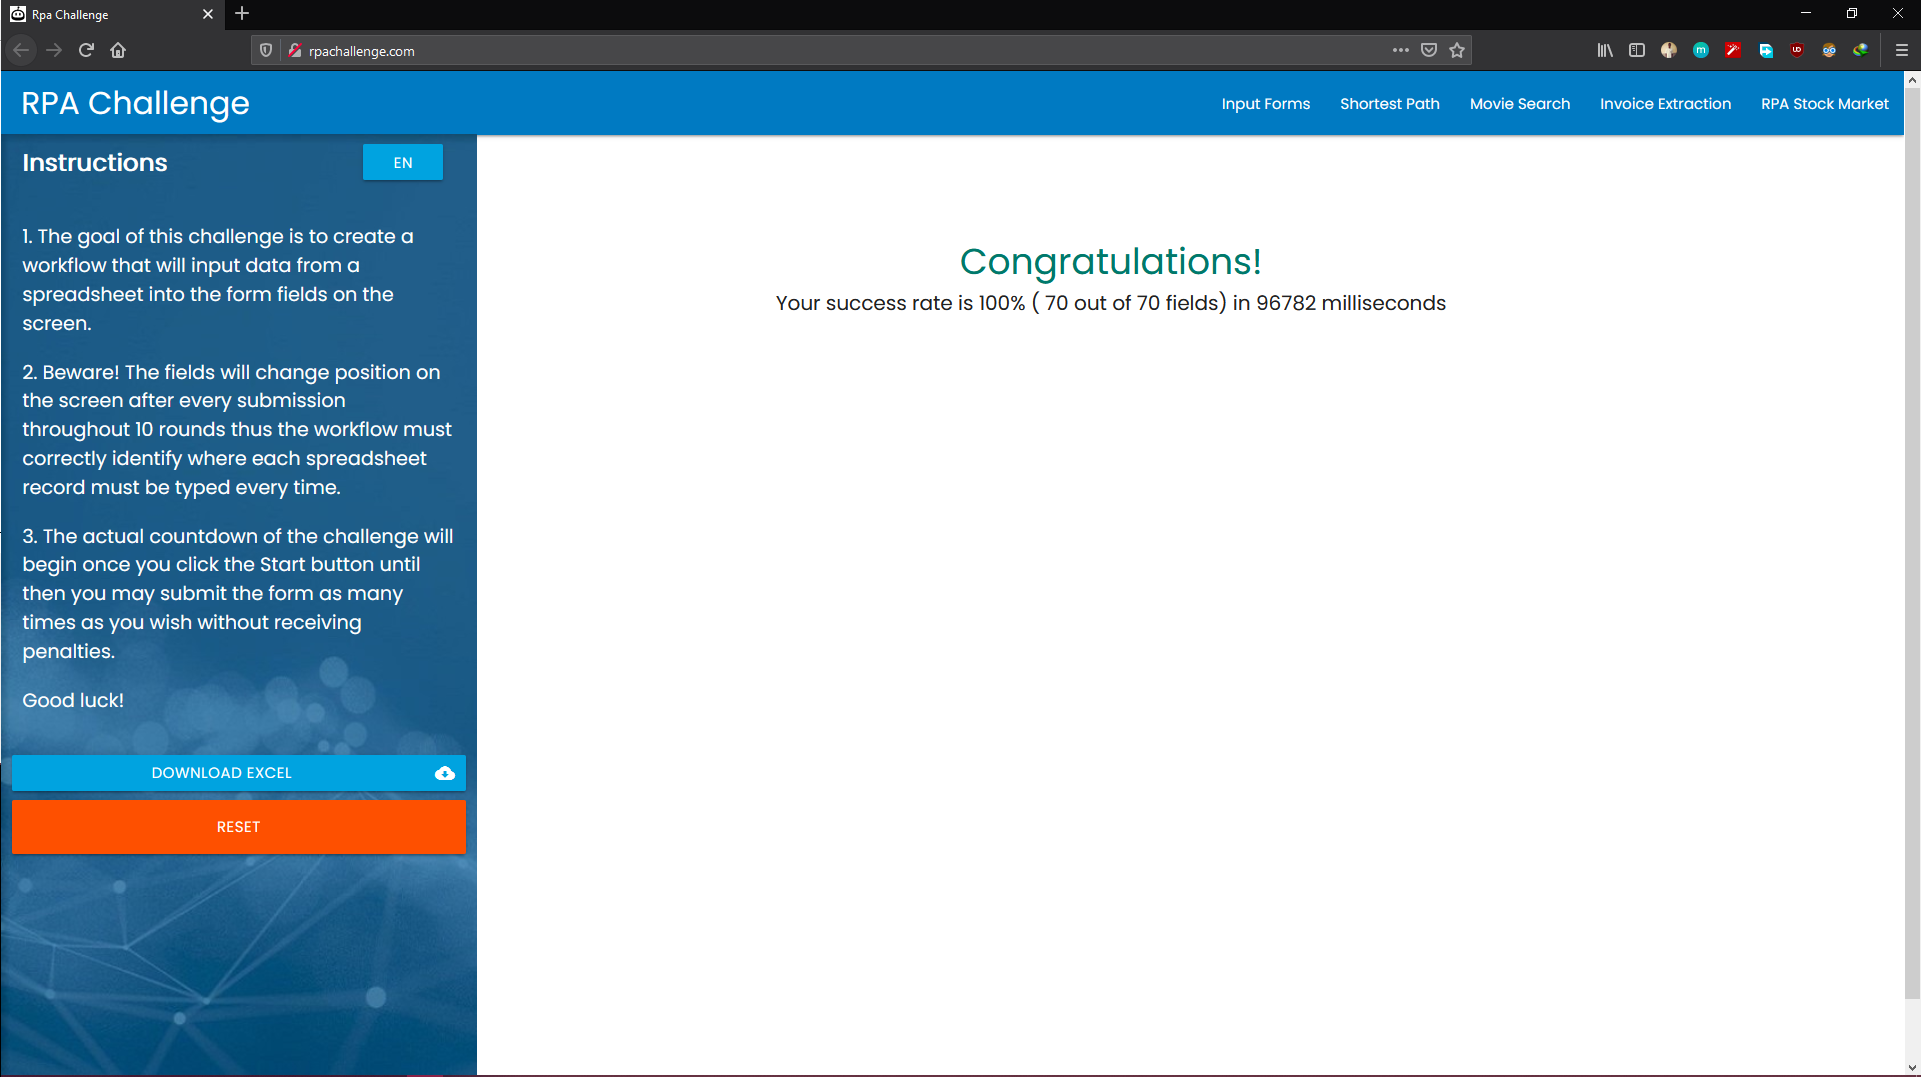 Rpa Challenge
rpachallenge.com
RPA Challenge
Input Forms
Shortest Path
Movie Search
Invoice Extraction
RPA Stock Market
Instructions
EN
1. The goal of this challenge is to create a
workflow that will input data from a
spreadsheet into the form fields on the
screen.
2. Beware! The fields will change position on
the screen after every submission
throughout 10 rounds thus the workflow must
correctly identify where each spreadsheet
record must be typed every time.
3. The actual countdown of the challenge will
begin once you click the Start button until
then you may submit the form as many
times as you wish without receiving
penalties.
Good luck!
DOWNLOAD EXCEL
RESET
Congratulations!
Your success rate is 100% ( 70 out of 70 fields) in 96782 milliseconds